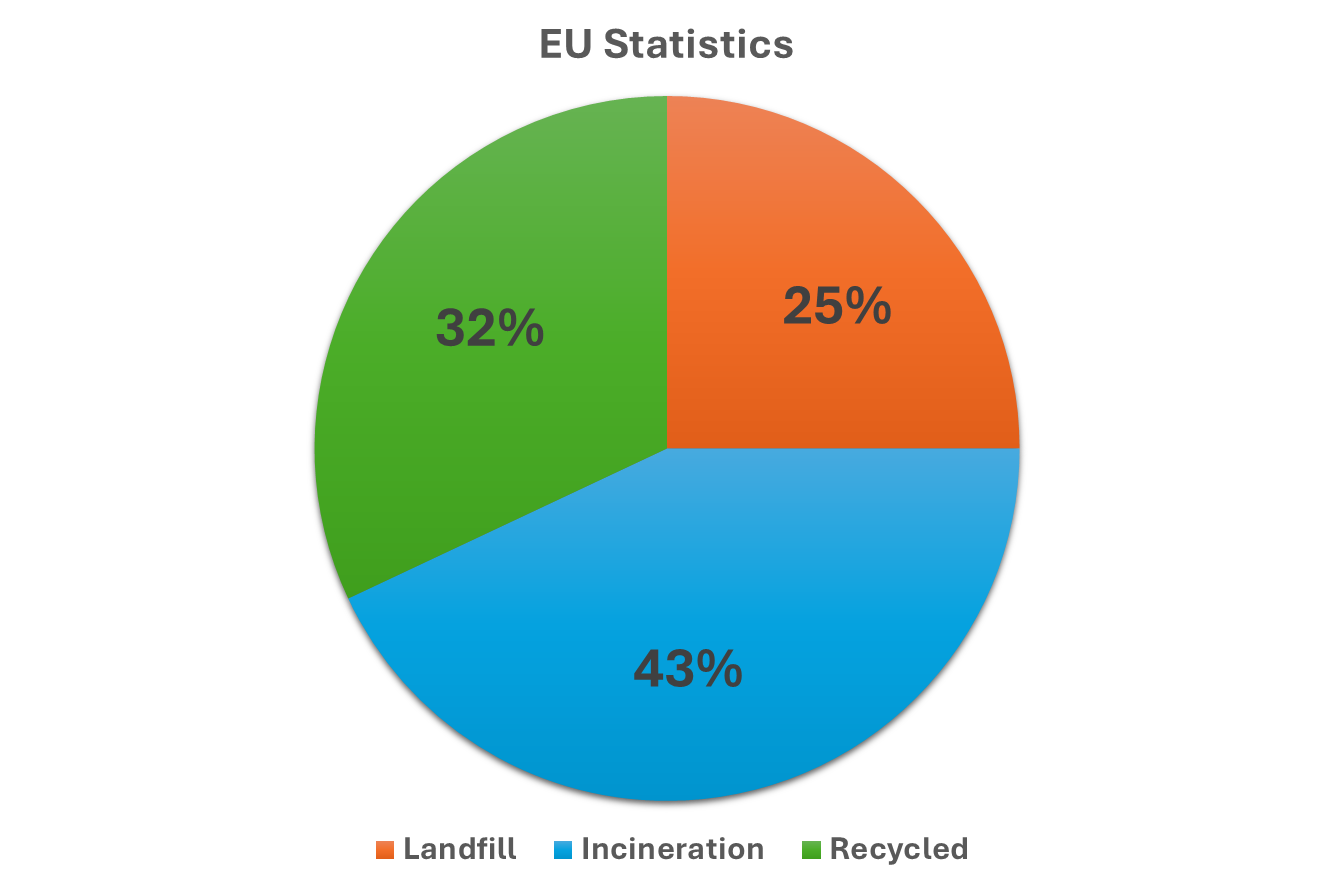 EU Statistics
25%
32%
43%
Landfill Incineration Recycled